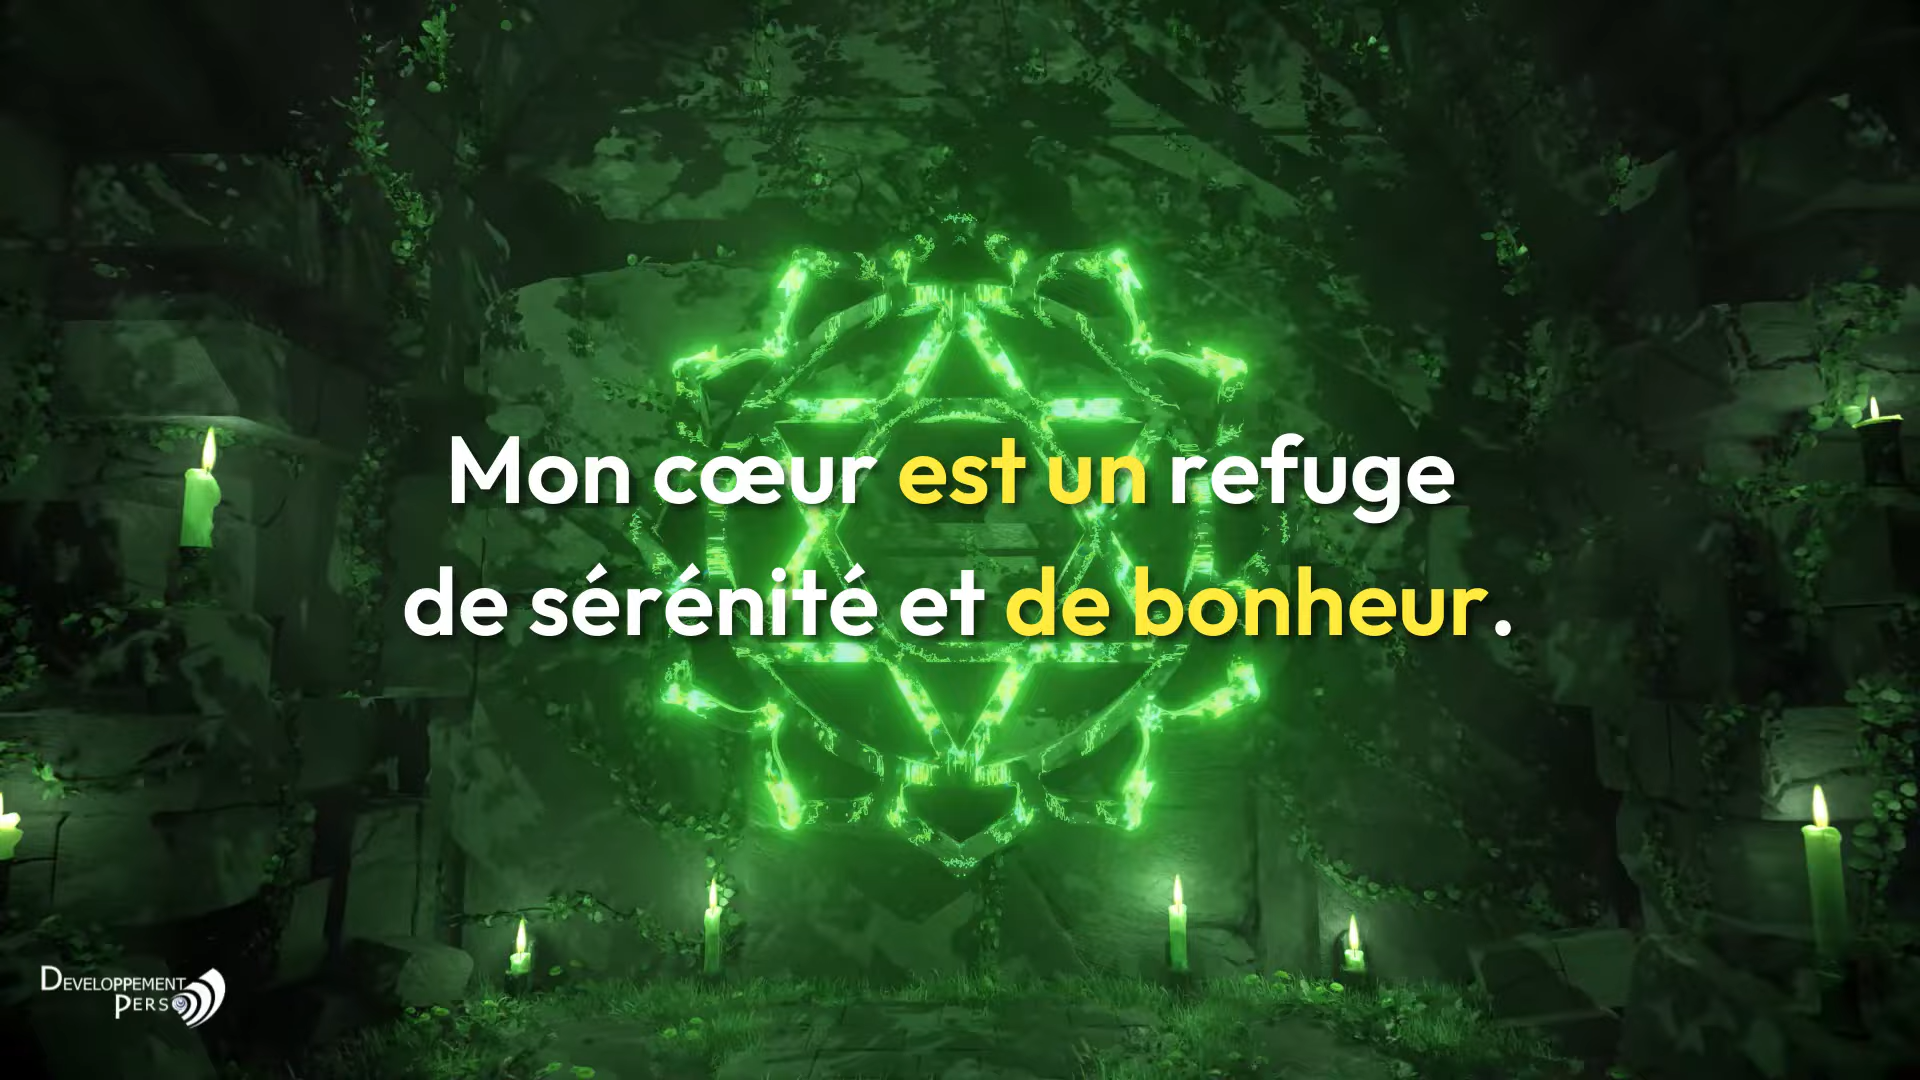 Mon cœur est un refuge
de sérénité et de bonheur.
DEVELOPPEMENT
PERSO